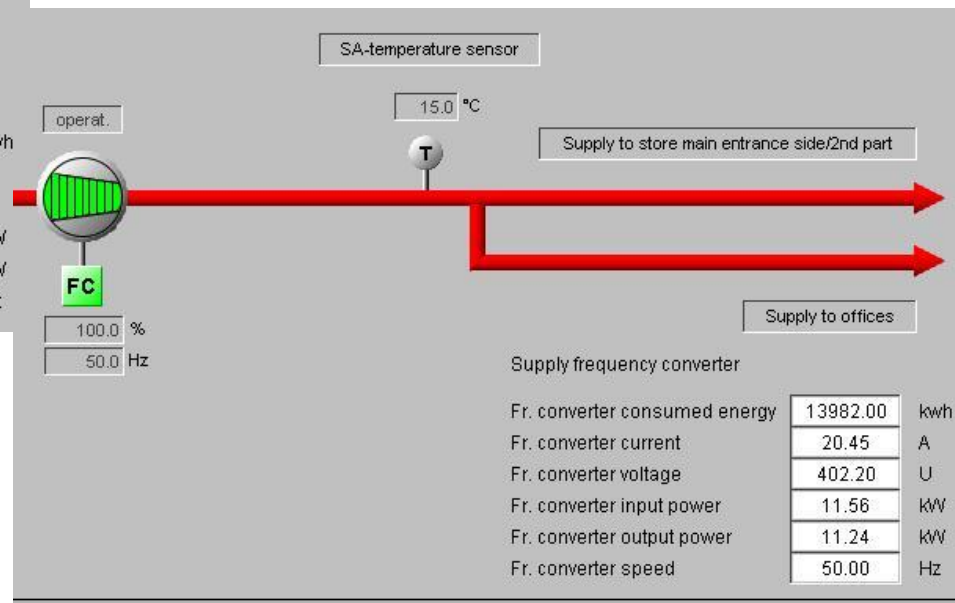 SA-temperature sensor
15.0 °C
operat.
T
Supply to store main entrance side/2nd part
FC
Supply to offices
100.0 %
50.0 Hz
Supply frequency converter
Fr. converter consumed energy 13982.00 kwh
Fr. converter current 20.45 A
Fr. converter voltage 402.20 U
Fr. converter input power 11.56 kW
Fr. converter output power 11.24 kW
Fr. converter speed 50.00 Hz